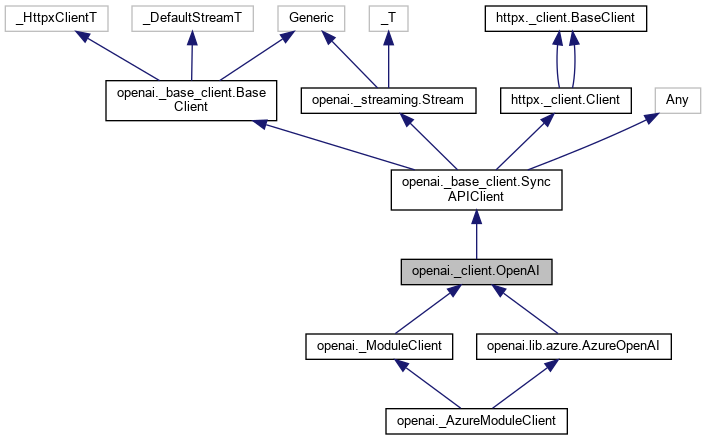 _HttpxClientT
_DefaultStreamT
Generic
_T
httpx._client.BaseClient
openai._base_client.Base
Client
openai._streaming.Stream
httpx._client.Client
Any
openai._base_client.Sync
APIClient
openai._client.OpenAI
openai._ModuleClient
openai.lib.azure.AzureOpenAI
openai._AzureModuleClient